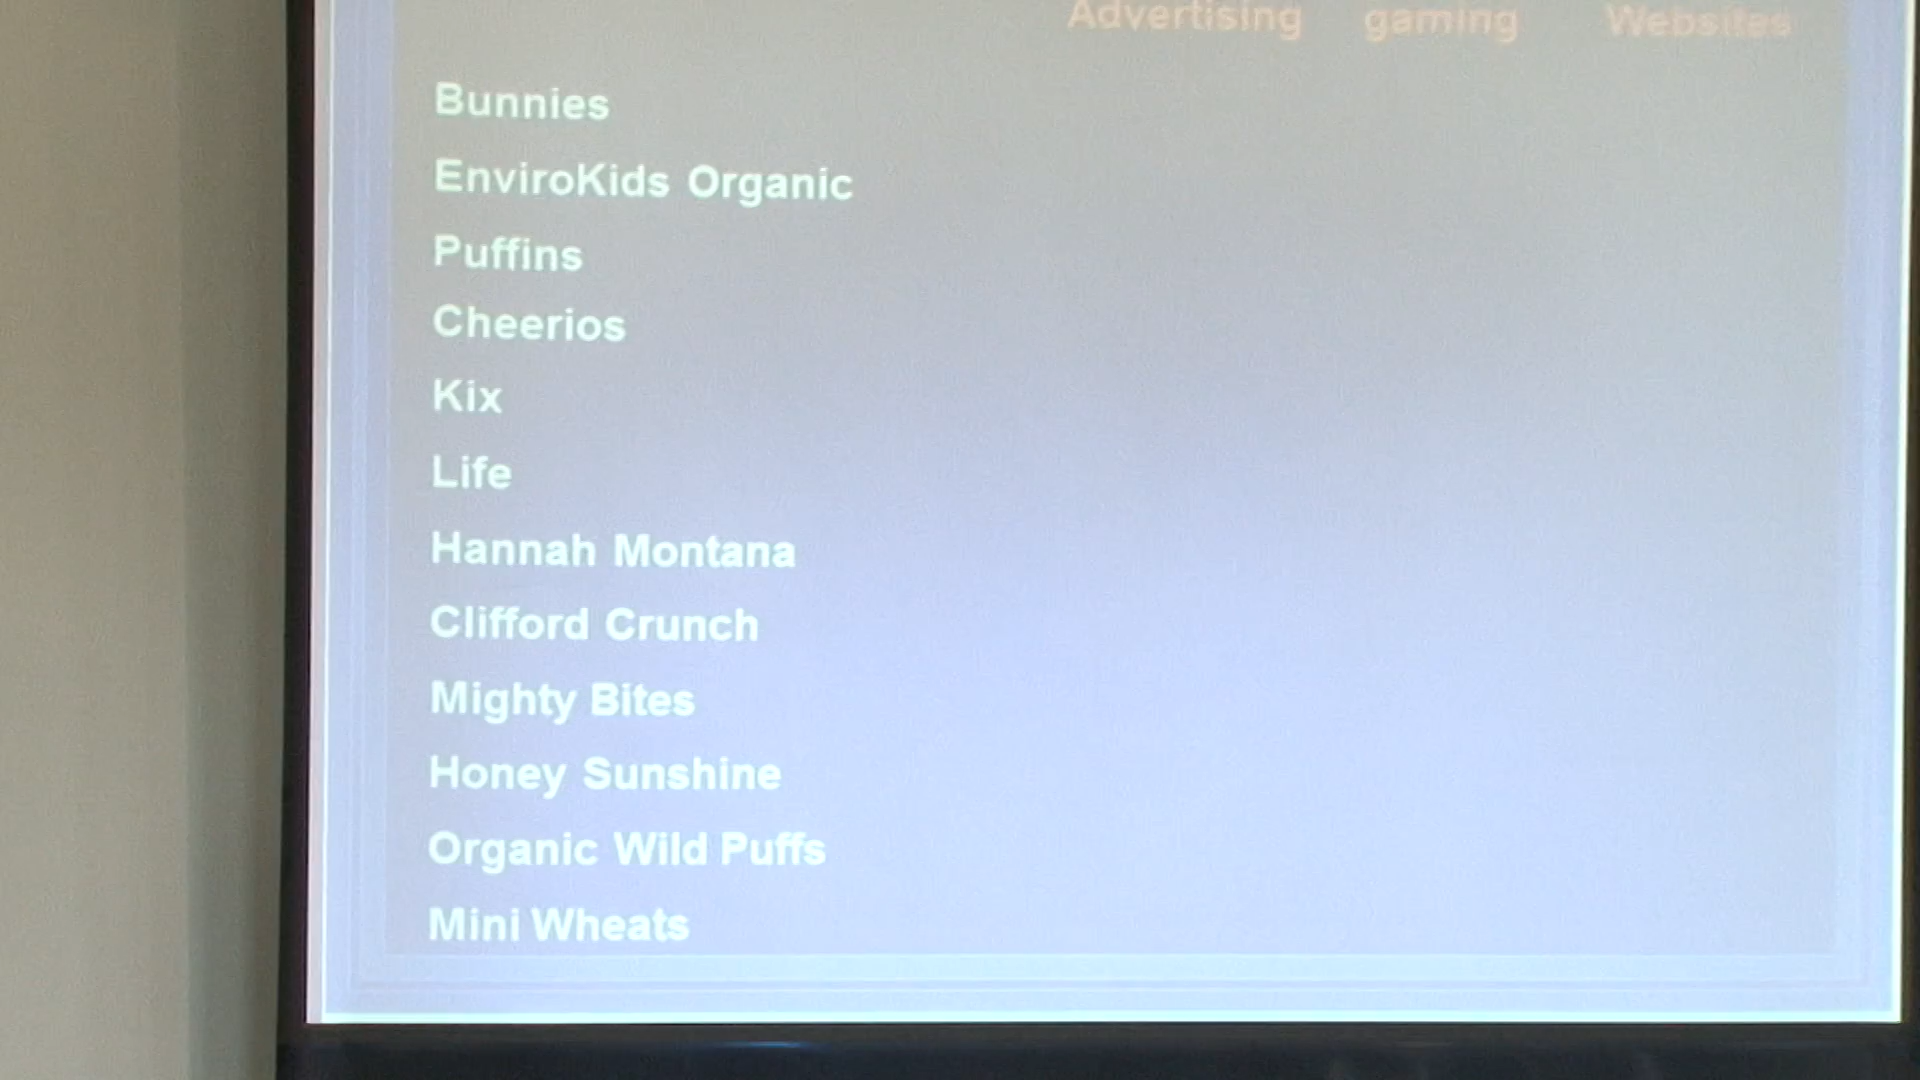 Advertising gaming Websites
Bunnies
EnviroKids Organic
Puffins
Cheerios
Kix
Life
Hannah Montana
Clifford Crunch
Mighty Bites
Honey Sunshine
Organic Wild Puffs
Mini Wheats